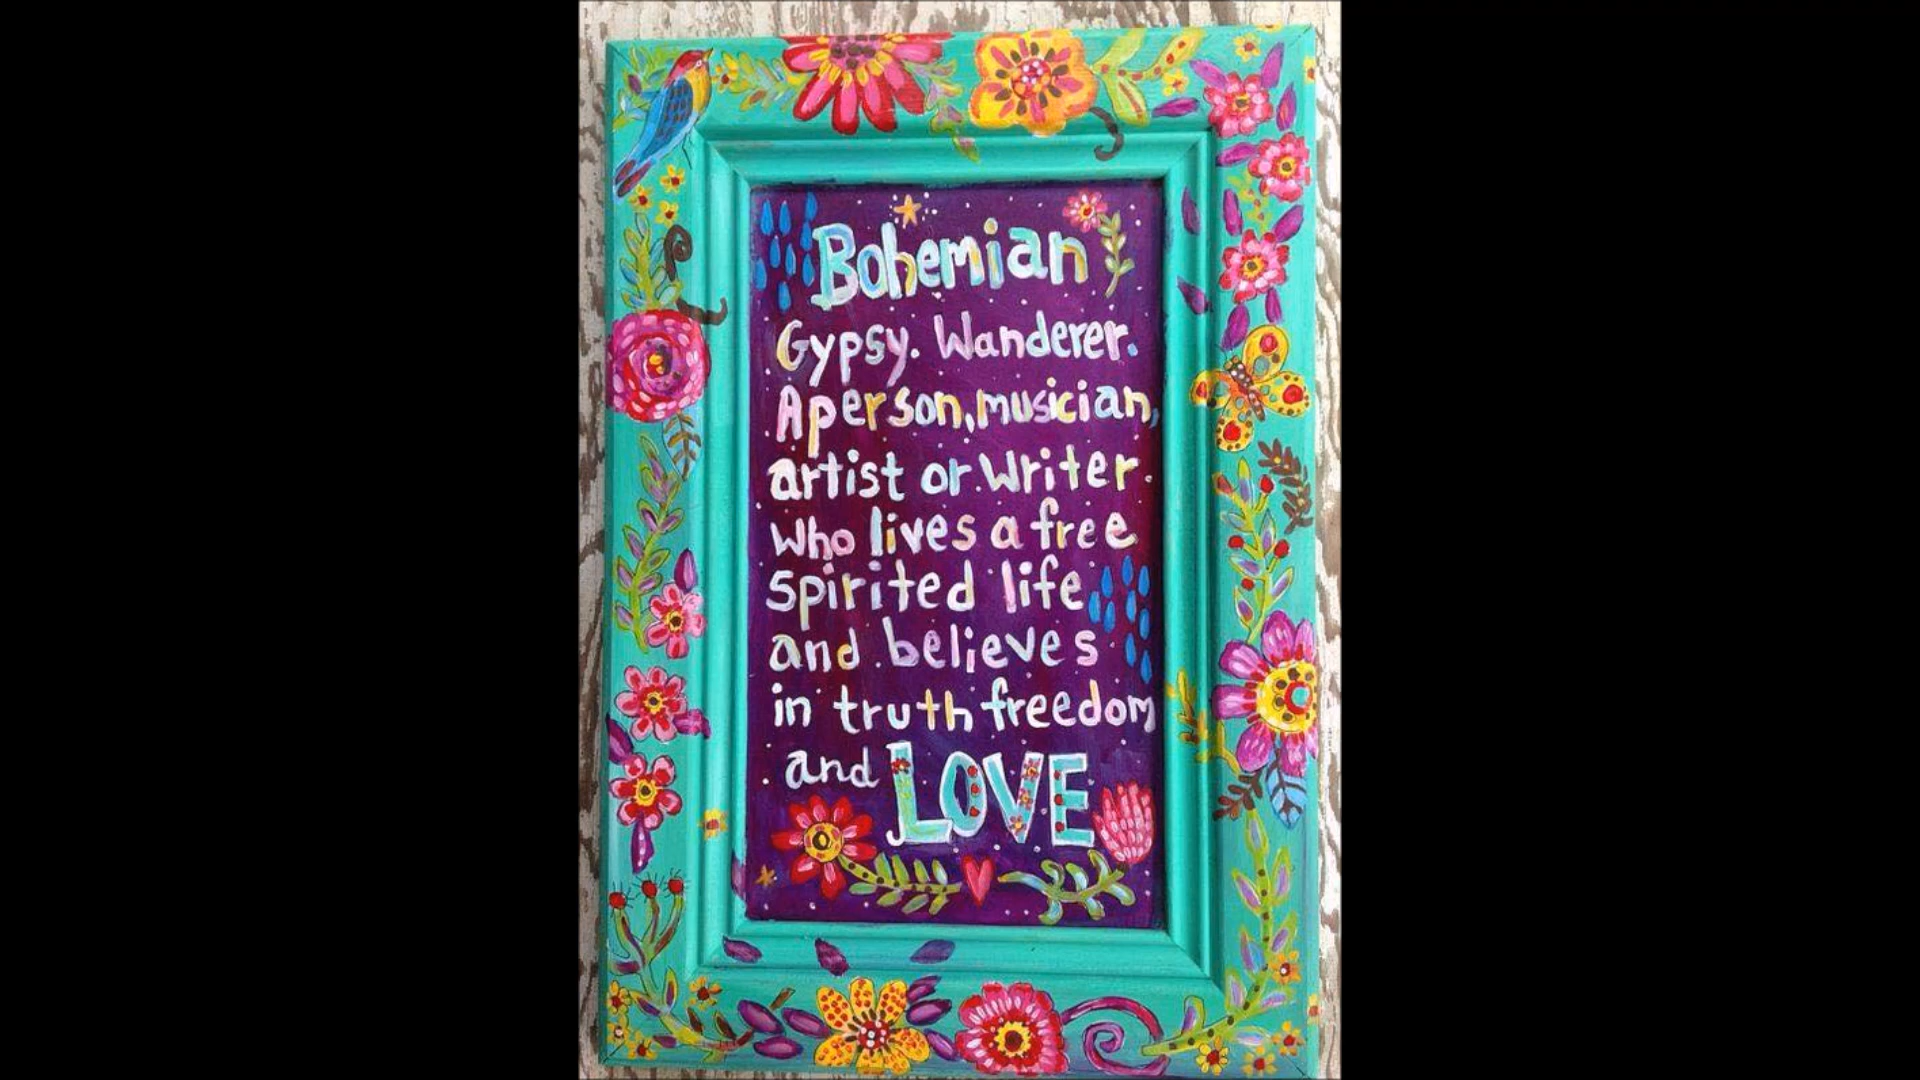 Bohemian
Gypsy. Wanderer.
A person, musician,
artist or writer.
who lives a free
spirited life
and believes
in truth freedom
and LOVE